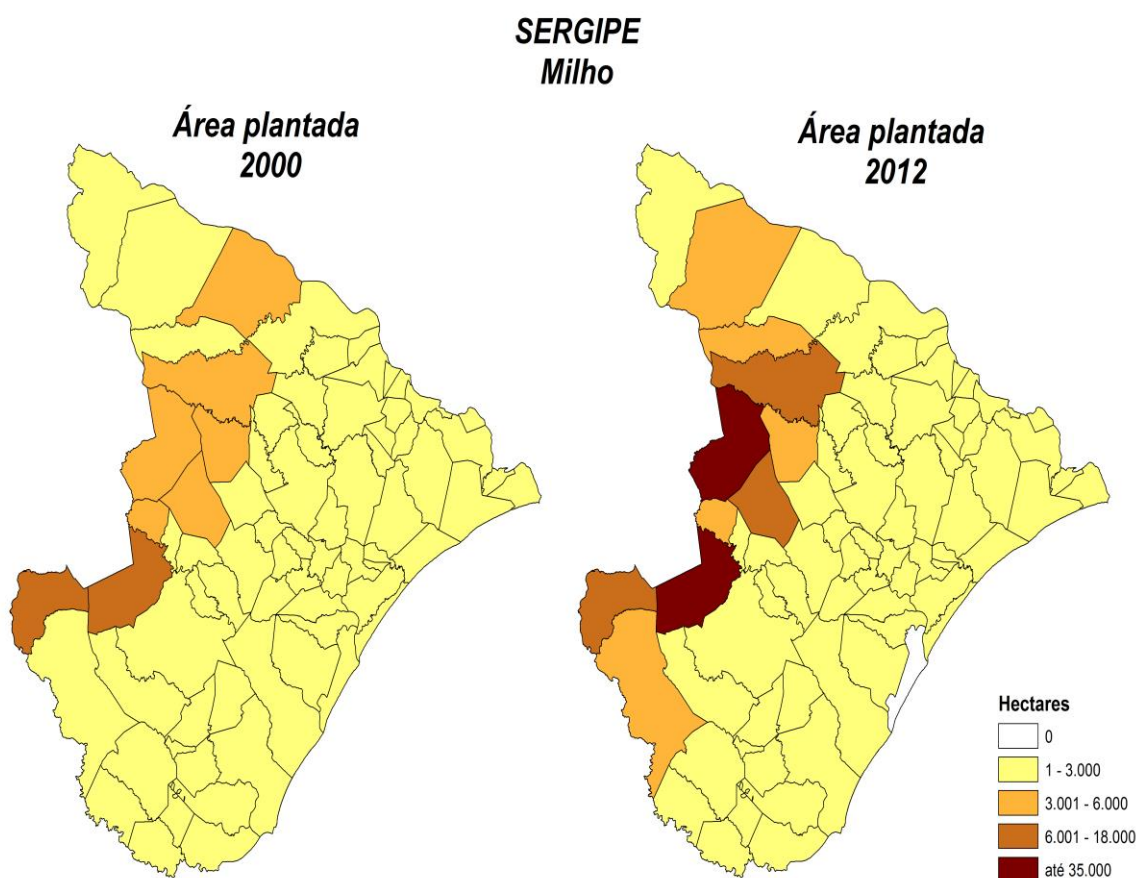 SERGIPE
Milho
Área plantada
2000
Área plantada
2012
Hectares
0
1 - 3.000
3.001 - 6.000
6.001 - 18.000
até 35.000